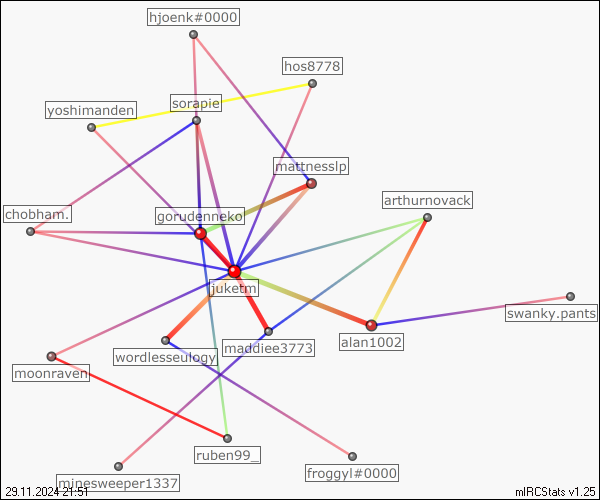 hjoenk#0000
hos8778
sorapie
yoshimanden
mattnesslp
arthurnovack
chobham.
gorudenneko
juketm
swanky.pants
alan1002
maddiee3773
wordlesseulogy
moonraven
ruben99_
froggyl#0000
minesweeper1337
29.11.2024 21:51
mIRCStats v1.25